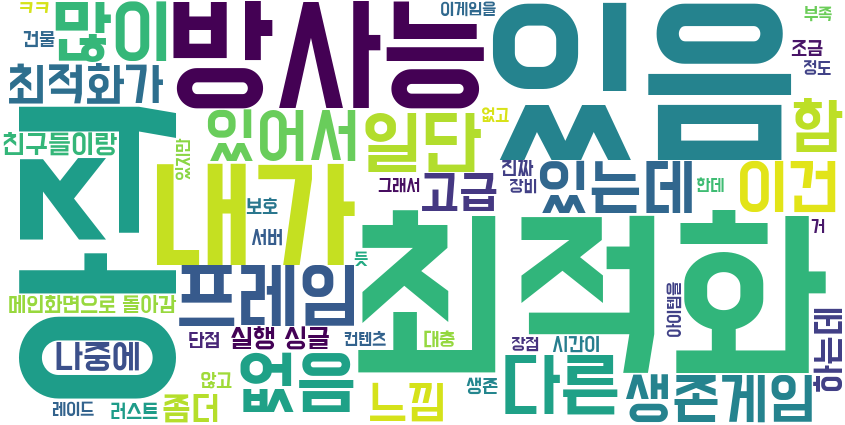 ㅋㅋ
많이
방사능
있음
이게임을
부족
건물
조금
정도
최적화가
좀
있어서
일단
없고
함
친구들이랑
있지만
내가
그래서
고급
진짜
장비
있는데
한데
이건
거
보호
서버
듯
최적화
종
프레임
메인화면으로 돌아감
단점
실행 싱글
컨텐츠
대충
장점
시간이
아이템을
하는데
나중에
않고
없음
느낌
생존
다른
생존게임
레이드
러스트
좀더